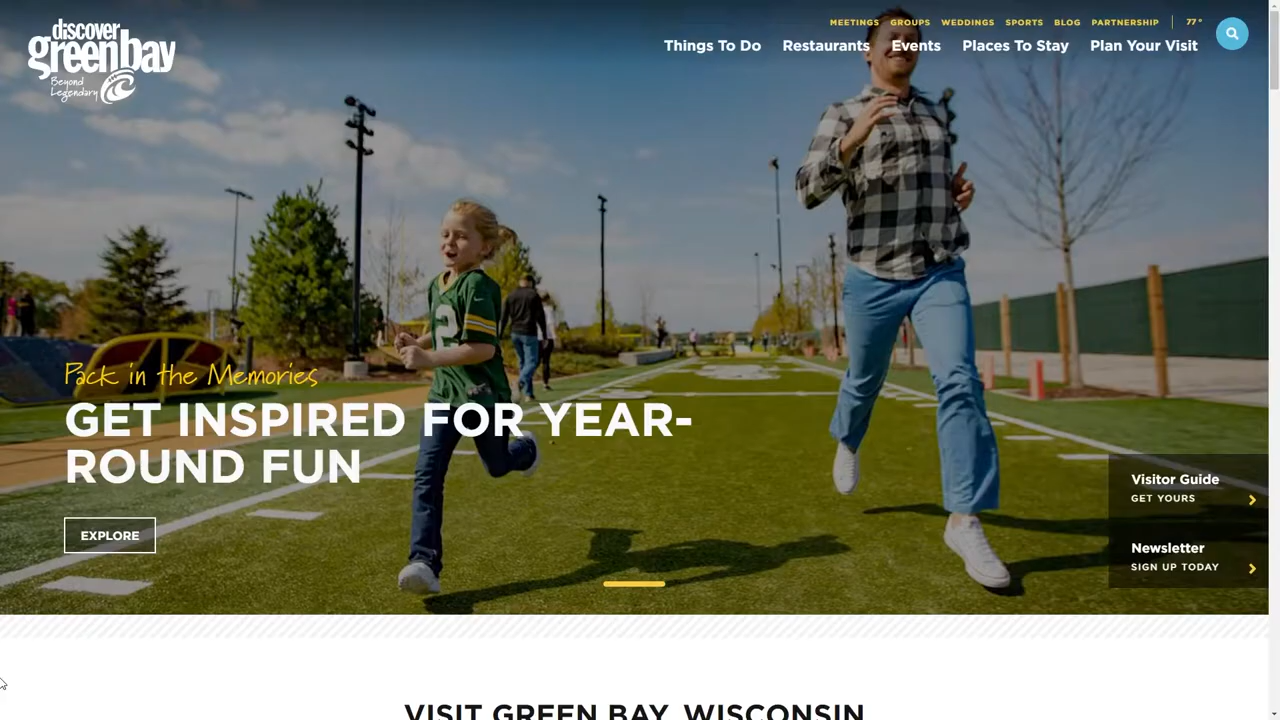 discover
greenbay
Beyond
Legendary
MEETINGS GROUPS WEDDINGS SPORTS BLOG PARTNERSHIP 77 °
Things To Do Restaurants Events Places To Stay Plan Your Visit
2
Pack in the Memories
GET INSPIRED FOR YEAR-
ROUND FUN
EXPLORE
Visitor Guide
GET YOURS
Newsletter
SIGN UP TODAY
VISIT GREEN BAY, WISCONSIN